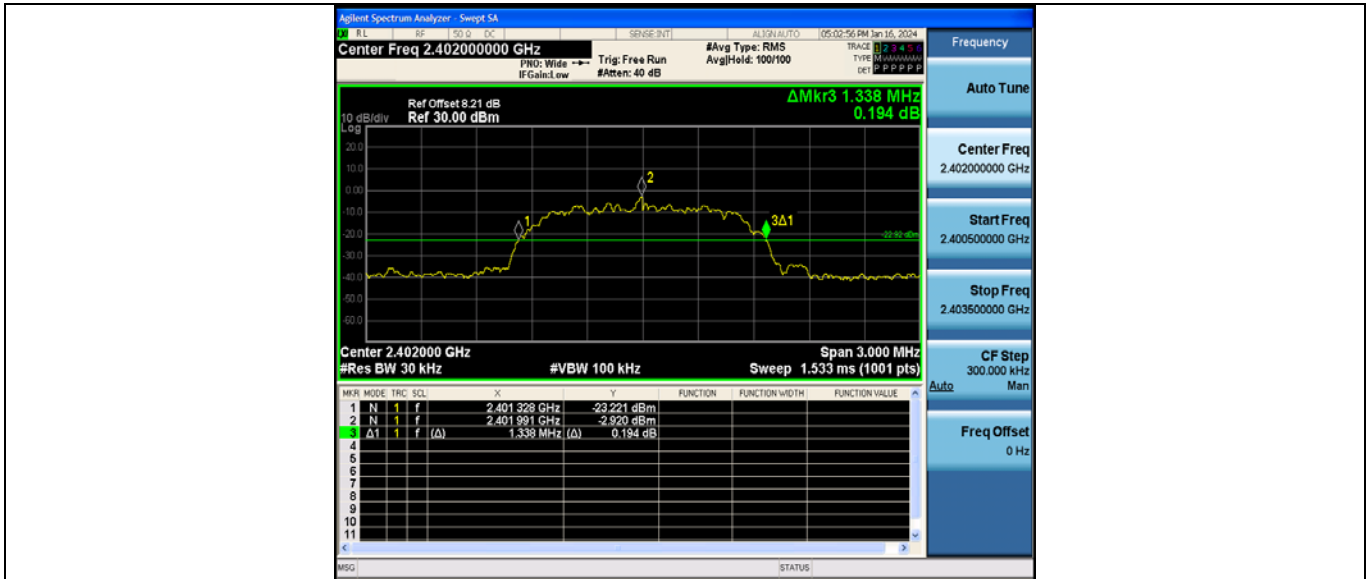 Agilent Spectrum Analyzer - Swept SA
RL RF 50 Ω DC SENSE:INT ALIGN AUTO 05:02:56 PM Jan 16, 2024
Center Freq 2.402000000 GHz
PNO: Wide
IFGain:Low
Trig: Free Run
#Atten: 40 dB
#Avg Type: RMS
Avg|Hold: 100/100
TRACE 1 2 3 4 5 6
TYPE M
DET P P P P P P
Frequency
ΔMkr3 1.338 MHz
0.194 dB
Ref Offset 8.21 dB
10 dB/div Ref 30.00 dBm
Log
20.0
10.0
0.00
-10.0
-20.0
-30.0
-40.0
-50.0
-60.0
1
2
3Δ1
-22.92 dBm
Center 2.402000 GHz Span 3.000 MHz
#Res BW 30 kHz #VBW 100 kHz Sweep 1.533 ms (1001 pts)
MKR MODE TRC SCL X Y FUNCTION FUNCTION WIDTH FUNCTION VALUE
1 N 1 f 2.401 328 GHz -23.221 dBm
2 N 1 f 2.401 991 GHz -2.920 dBm
3 Δ1 1 f (Δ) 1.338 MHz (Δ) 0.194 dB
4
5
6
7
8
9
10
11
MSG STATUS
Auto Tune
Center Freq
2.402000000 GHz
Start Freq
2.400500000 GHz
Stop Freq
2.403500000 GHz
CF Step
300.000 kHz
Auto Man
Freq Offset
0 Hz